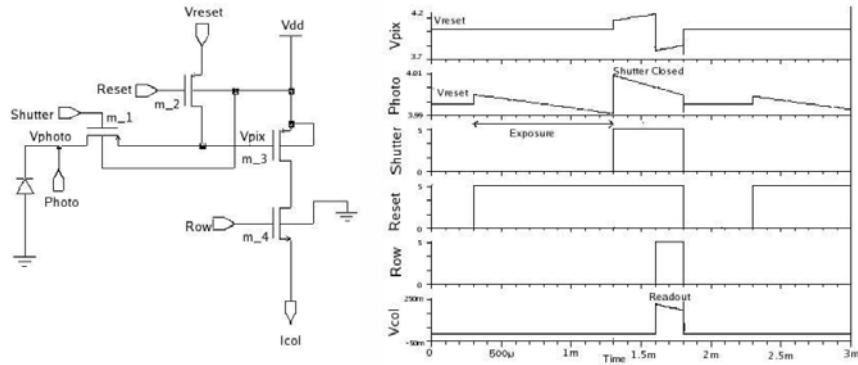 Vreset
Vdd
Reset
m_2
Shutter
m_1
Vphoto
Vpix
m_3
Photo
Row
m_4
Icol
4.2
Vpix
Vreset
3.7
4.01
Shutter Closed
Photo
Vreset
3.99
Exposure
Shutter
5
0
Reset
5
0
Row
5
0
Readout
Vcol
250m
-50m
0 500µ 1m 1.5m 2m 2.5m 3m
Time